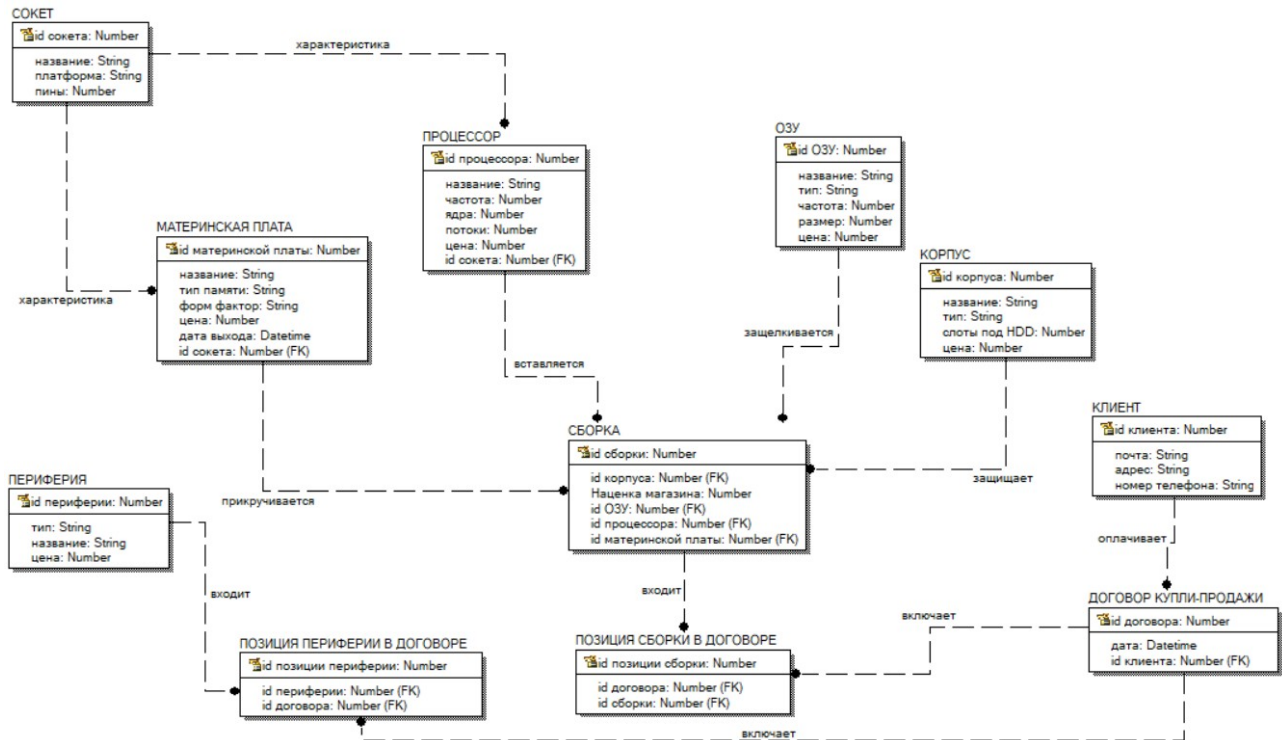 СОКЕТ
id сокета: Number
название: String
платформа: String
пины: Number
характеристика
характеристика
ПРОЦЕССОР
id процессора: Number
название: String
частота: Number
ядра: Number
потоки: Number
цена: Number
id сокета: Number (FK)
ОЗУ
id ОЗУ: Number
название: String
тип: String
частота: Number
размер: Number
цена: Number
МАТЕРИНСКАЯ ПЛАТА
id материнской платы: Number
название: String
тип памяти: String
форм фактор: String
цена: Number
дата выхода: Datetime
id сокета: Number (FK)
КОРПУС
id корпуса: Number
название: String
тип: String
слоты под HDD: Number
цена: Number
вставляется
защелкивается
прикручивается
защищает
СБОРКА
id сборки: Number
id корпуса: Number (FK)
Наценка магазина: Number
id ОЗУ: Number (FK)
id процессора: Number (FK)
id материнской платы: Number (FK)
КЛИЕНТ
id клиента: Number
почта: String
адрес: String
номер телефона: String
ПЕРИФЕРИЯ
id периферии: Number
тип: String
название: String
цена: Number
входит
входит
оплачивает
включает
ПОЗИЦИЯ ПЕРИФЕРИИ В ДОГОВОРЕ
id позиции периферии: Number
id периферии: Number (FK)
id договора: Number (FK)
ПОЗИЦИЯ СБОРКИ В ДОГОВОРЕ
id позиции сборки: Number
id договора: Number (FK)
id сборки: Number (FK)
ДОГОВОР КУПЛИ-ПРОДАЖИ
id договора: Number
дата: Datetime
id клиента: Number (FK)
включает